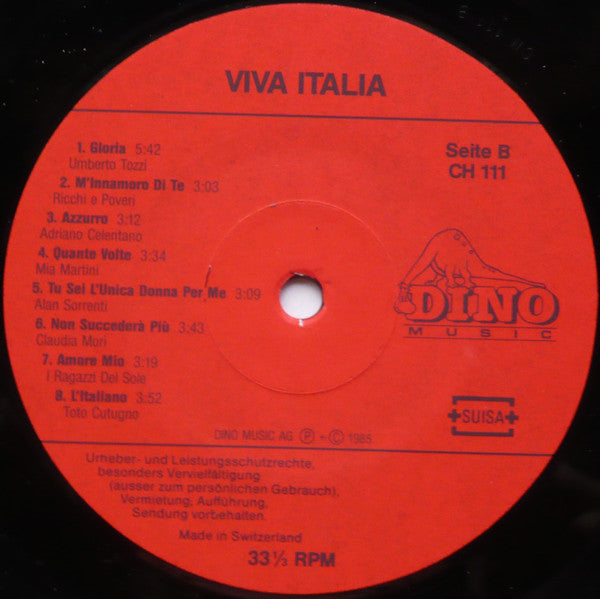 VIVA ITALIA
1. Gloria 5:42
Umberto Tozzi
2. M'Innamoro Di Te 3:03
Ricchi e Poveri
3. Azzurro 3:12
Adriano Celentano
4. Quante Volte 3:34
Mia Martini
5. Tu Sei L'Unica Donna Per Me 3:09
Alan Sorrenti
6. Non Succederà Più 3:43
Claudia Mori
7. Amore Mio 3:19
I Ragazzi Del Sole
8. L'Italiano 3:52
Toto Cutugno
Seite B
CH 111
DINO
MUSIC
+SUISA+
DINO MUSIC AG Ⓟ + Ⓒ 1985
Urheber- und Leistungsschutzrechte,
besonders Vervielfältigung
(ausser zum persönlichen Gebrauch),
Vermietung, Aufführung,
Sendung vorbehalten.
Made in Switzerland
33⅓ RPM